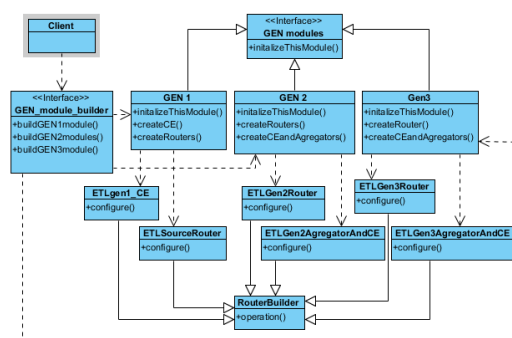 Client
<<Interface>>
GEN modules
+initalizeThisModule()
<<Interface>>
GEN_module_builder
+buildGEN1module()
+buildGEN2modules()
+buildGEN3module()
GEN 1
+initalizeThisModule()
+createCE()
+createRouters()
GEN 2
+initalizeThisModule()
+createRouters()
+createCEandAgregators()
Gen3
+initalizeThisModule()
+createRouter()
+createCEandAgregators()
ETLgen1_CE
+configure()
ETLGen2Router
+configure()
ETLGen3Router
+configure()
ETLSourceRouter
+configure()
ETLGen2AgregatorAndCE
+configure()
ETLGen3AgregatorAndCE
+configure()
RouterBuilder
+operation()